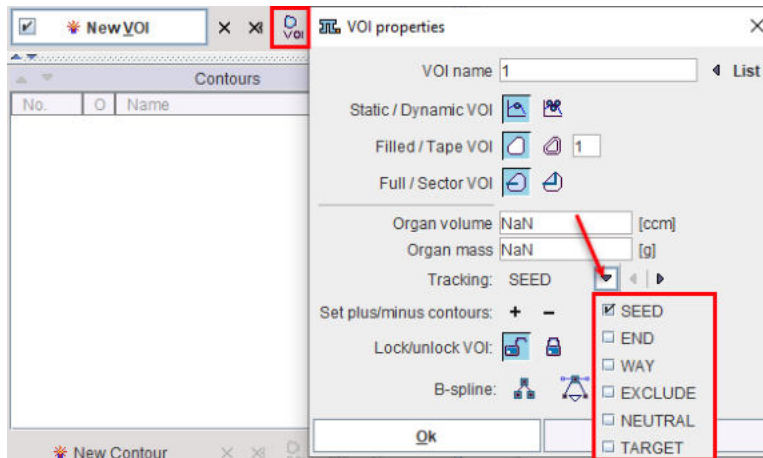 New VOI
VOI
Contours
No. O Name
New Contour
VOI properties
VOI name 1 List
Static / Dynamic VOI
Filled / Tape VOI 1
Full / Sector VOI
Organ volume NaN [ccm]
Organ mass NaN [g]
Tracking: SEED
Set plus/minus contours: + −
Lock/unlock VOI:
B-spline:
Ok
SEED
END
WAY
EXCLUDE
NEUTRAL
TARGET